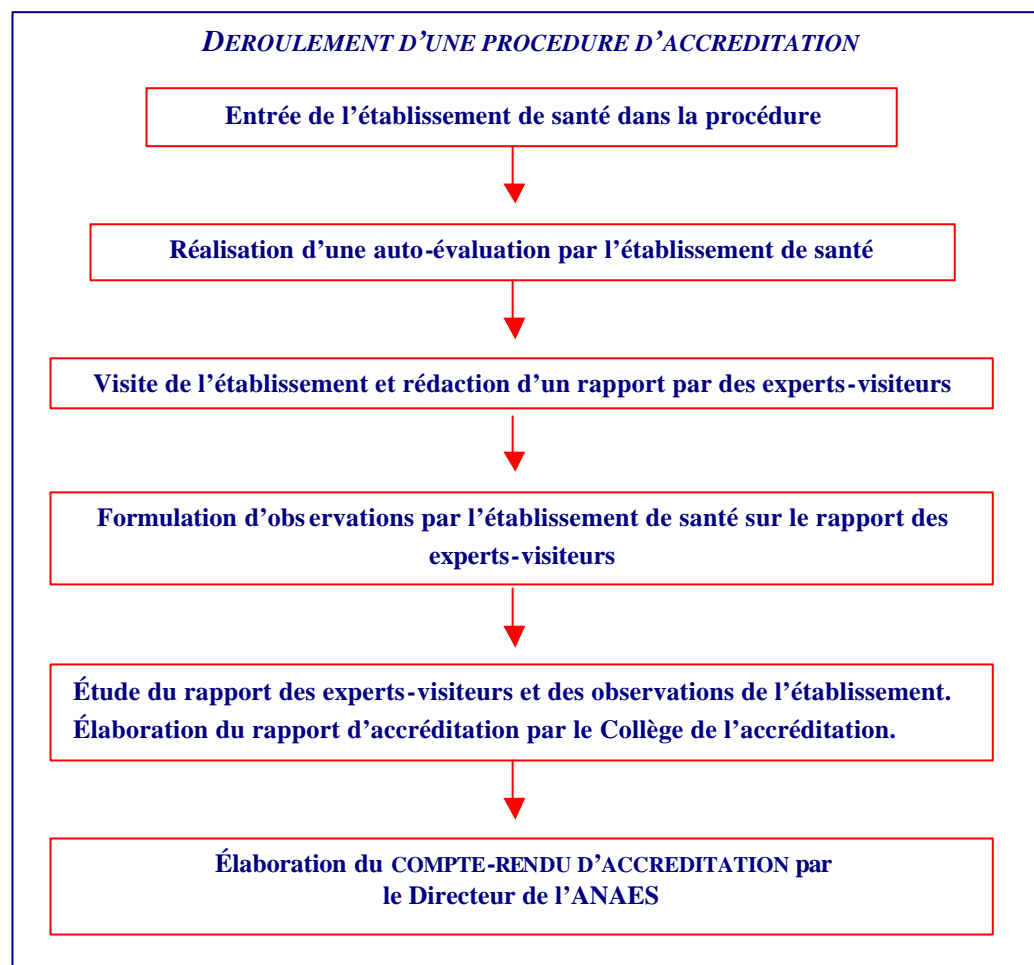 DEROULEMENT D’UNE PROCEDURE D’ACCREDITATION
Entrée de l’établissement de santé dans la procédure
Réalisation d’une auto-évaluation par l’établissement de santé
Visite de l’établissement et rédaction d’un rapport par des experts-visiteurs
Formulation d’obs ervations par l’établissement de santé sur le rapport des
experts-visiteurs
Étude du rapport des experts-visiteurs et des observations de l’établissement.
Élaboration du rapport d’accréditation par le Collège de l’accréditation.
Élaboration du COMPTE-RENDU D’ACCREDITATION par
le Directeur de l’ANAES